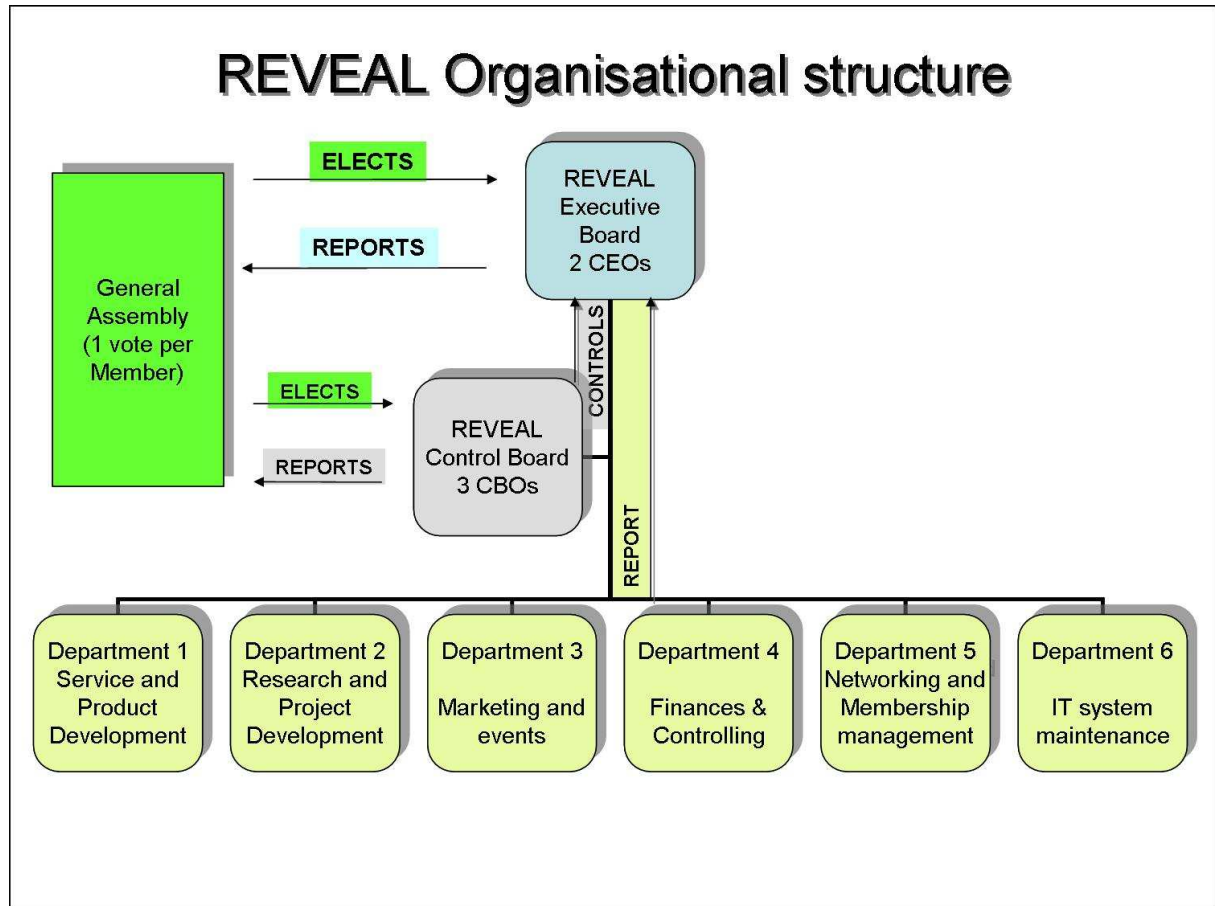 REVEAL Organisational structure
ELECTS
REPORTS
General
Assembly
(1 vote per
Member)
ELECTS
REPORTS
REVEAL
Executive
Board
2 CEOs
CONTROLS
REVEAL
Control Board
3 CBOs
REPORT
Department 1
Service and
Product
Development
Department 2
Research and
Project
Development
Department 3
Marketing and
events
Department 4
Finances &
Controlling
Department 5
Networking and
Membership
management
Department 6
IT system
maintenance